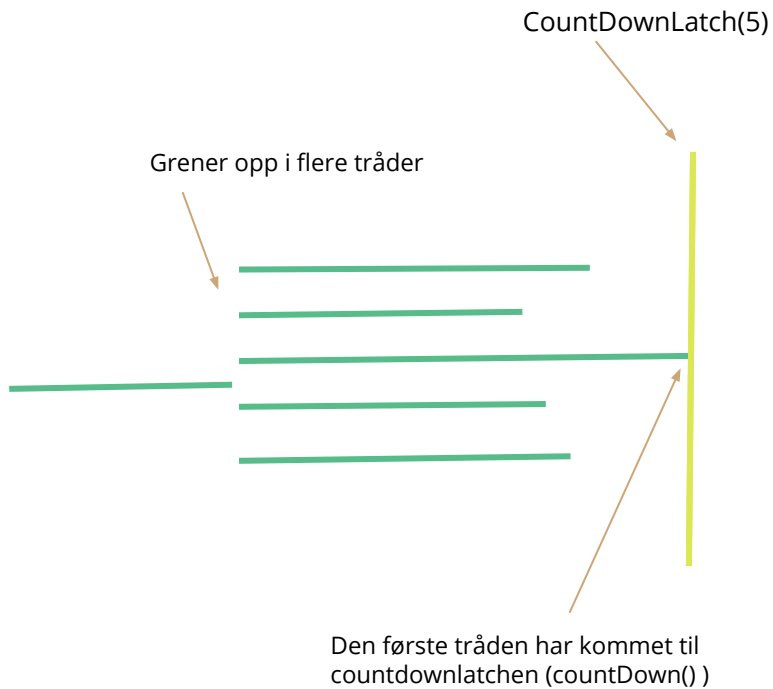 CountDownLatch(5)
Grener opp i flere tråder
Den første tråden har kommet til
countdownlatchen (countDown() )